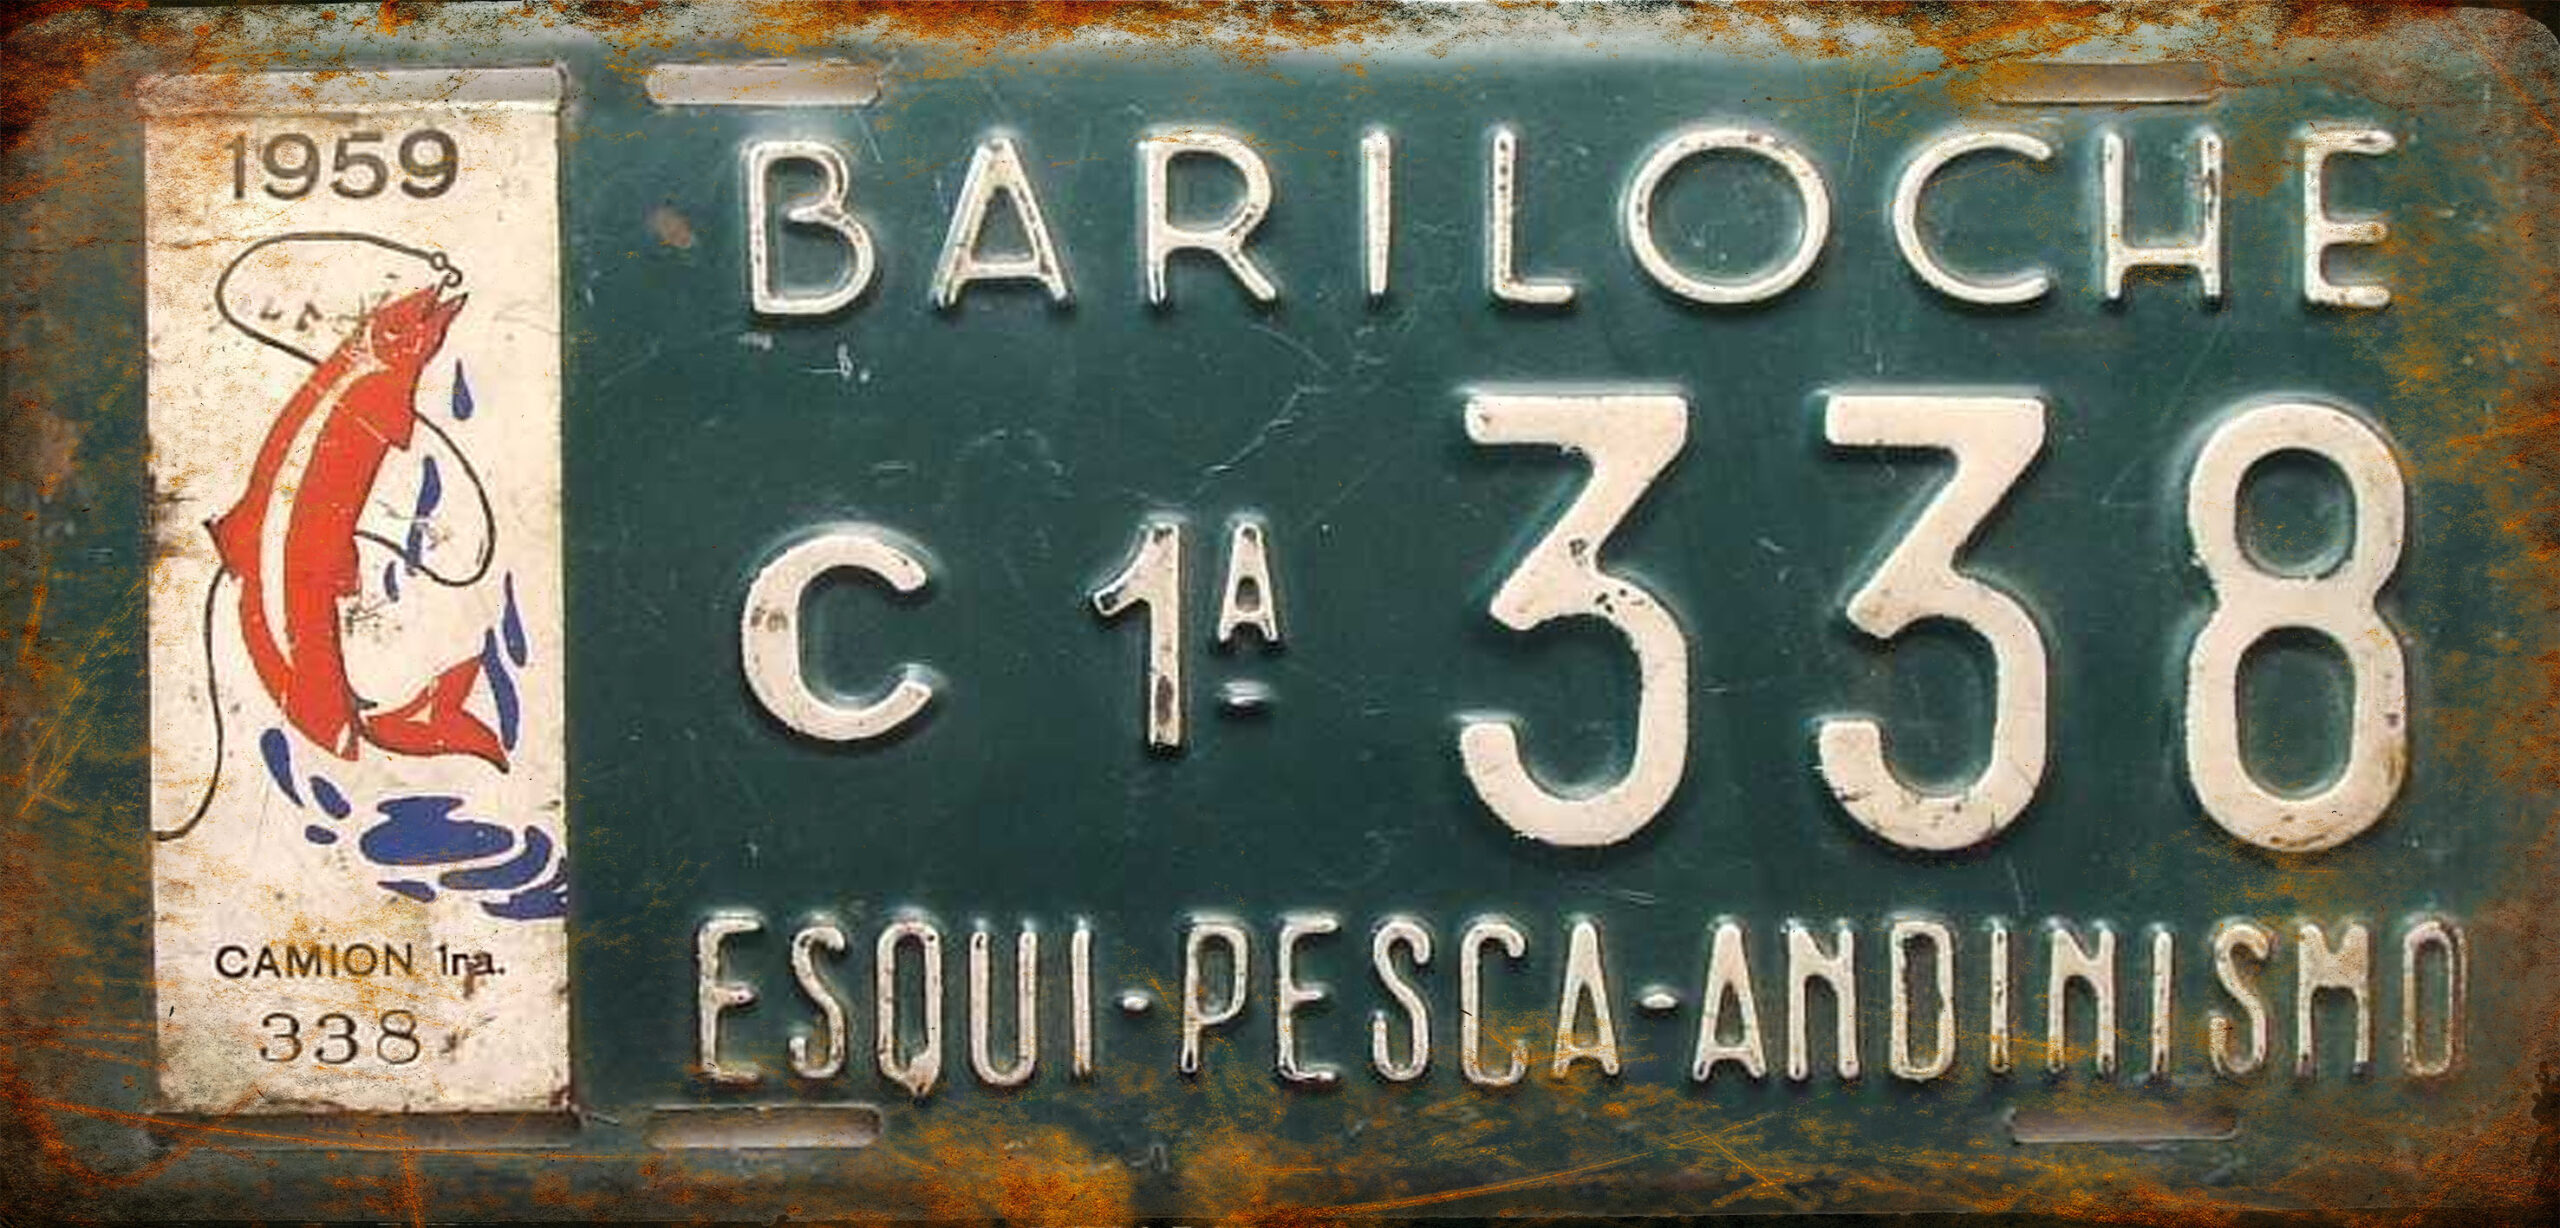 1959
CAMION 1ra.
338
BARILOCHE
C 1ª 338
ESQUI-PESCA-ANDINISMO